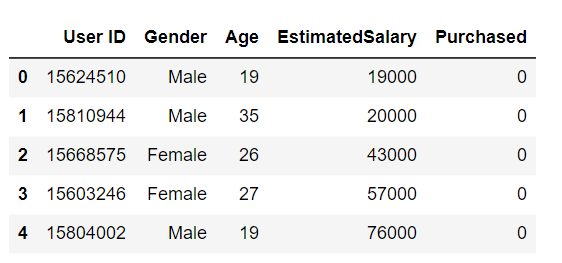 User ID Gender Age EstimatedSalary Purchased
0 15624510 Male 19 19000 0
1 15810944 Male 35 20000 0
2 15668575 Female 26 43000 0
3 15603246 Female 27 57000 0
4 15804002 Male 19 76000 0